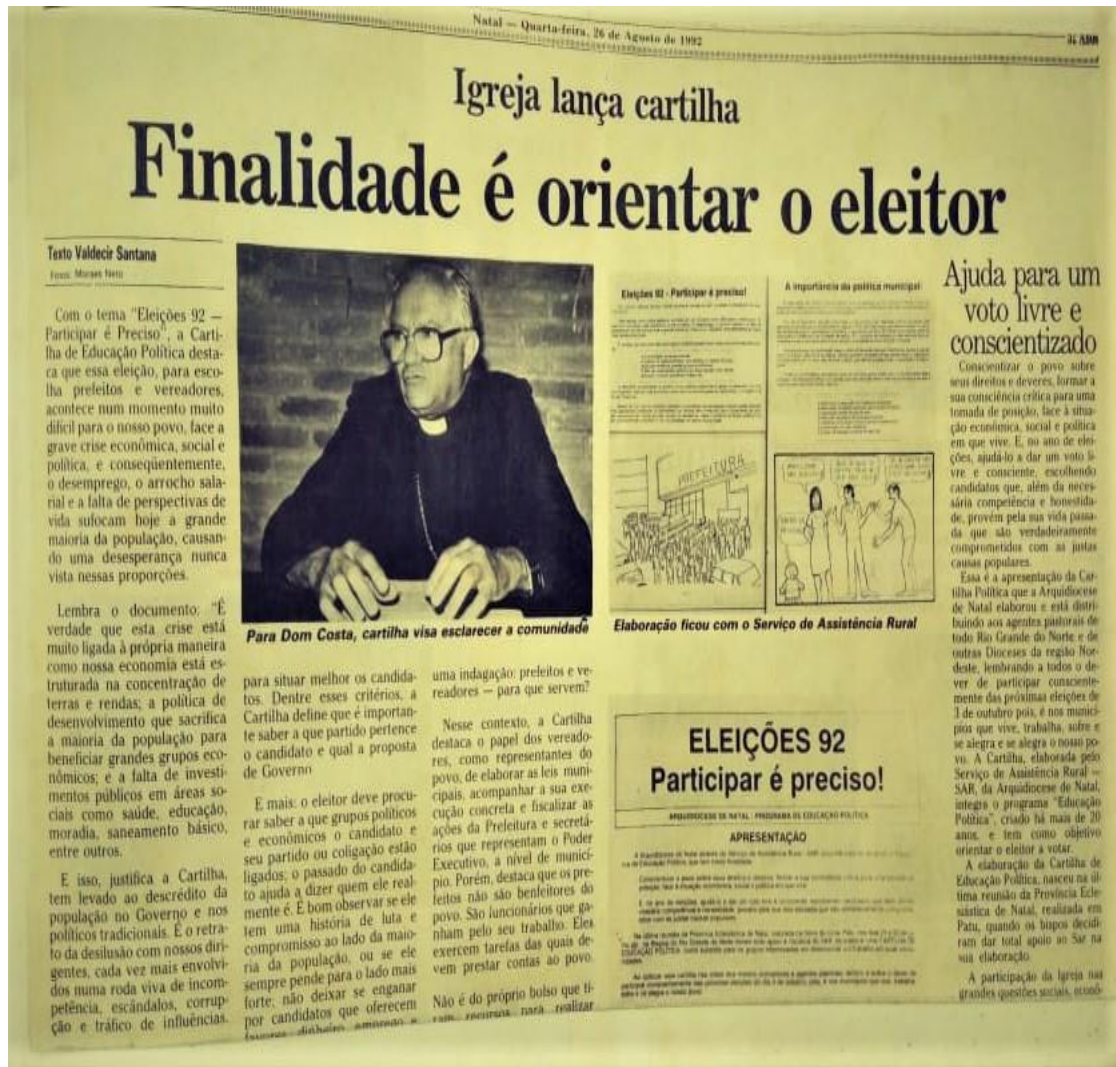 Natal — Quarta-feira, 26 de Agosto de 1992
Igreja lança cartilha
Finalidade é orientar o eleitor
Texto Valdecir Santana
Fotos: Moraes Neto
Com o tema "Eleições 92 —
Participar é Preciso", a Carti-
lha de Educação Política desta-
ca que essa eleição, para esco-
lha prefeitos e vereadores,
acontece num momento muito
difícil para o nosso povo, face a
grave crise econômica, social e
política, e conseqüentemente,
o desemprego, o arrocho sala-
rial e a falta de perspectivas de
vida sufocam hoje a grande
maioria da população, causan-
do uma desesperança nunca
vista nessas proporções.
Lembra o documento: "É
verdade que esta crise está
muito ligada à própria maneira
como nossa economia está es-
truturada na concentração de
terras e rendas; a política de
desenvolvimento que sacrifica
a maioria da população para
beneficiar grandes grupos eco-
nômicos; e a falta de investi-
mentos públicos em áreas so-
ciais como saúde, educação,
moradia, saneamento básico,
entre outros.
E isso, justifica a Cartilha,
tem levado ao descrédito da
população no Governo e nos
políticos tradicionais. É o retra-
to da desilusão com nossos diri-
gentes, cada vez mais envolvi-
dos numa roda viva de incom-
petência, escândalos, corrup-
ção e tráfico de influências.
Para Dom Costa, cartilha visa esclarecer a comunidade
para situar melhor os candida-
tos. Dentre esses critérios, a
Cartilha define que é importan-
te saber a que partido pertence
o candidato e qual a proposta
de Governo
E mais: o eleitor deve procu-
rar saber a que grupos políticos
e econômicos o candidato e
seu partido ou coligação estão
ligados; o passado do candida-
to ajuda a dizer quem ele real-
mente é. É bom observar se ele
tem uma história de luta e
compromisso ao lado da maio-
ria da população, ou se ele
sempre pende para o lado mais
forte; não deixar se enganar
por candidatos que oferecem
favores, dinheiro, emprego e
uma indagação: prefeitos e ve-
readores — para que servem?
Nesse contexto, a Cartilha
destaca o papel dos vereado-
res, como representantes do
povo, de elaborar as leis muni-
cipais, acompanhar a sua exe-
cução concreta e fiscalizar as
ações da Prefeitura e secretá-
rios que representam o Poder
Executivo, a nível de municí-
pio. Porém, destaca que os pre-
feitos não são benfeitores do
povo. São funcionários que ga-
nham pelo seu trabalho. Eles
exercem tarefas das quais de-
vem prestar contas ao povo.
Não é do próprio bolso que ti-
ram recursos para realizar
Eleições 92 - Participar é preciso!
A importância da política municipal
PREFEITURA
Elaboração ficou com o Serviço de Assistência Rural
ELEIÇÕES 92
Participar é preciso!
ARQUIDIOCESE DE NATAL - PROGRAMA DE EDUCAÇÃO POLÍTICA
APRESENTAÇÃO
Ajuda para um
voto livre e
conscientizado
Conscientizar o povo sobre
seus direitos e deveres, formar a
sua consciência crítica para uma
tomada de posição, face à situa-
ção econômica, social e política
em que vive. E, no ano de elei-
ções, ajudá-lo a dar um voto li-
vre e consciente, escolhendo
candidatos que, além da neces-
sária competência e honestida-
de, provém pela sua vida passa-
da que são verdadeiramente
comprometidos com as justas
causas populares.
Essa é a apresentação da Car-
tilha Política que a Arquidiocese
de Natal elaborou e está distri-
buindo aos agentes pastorais de
todo Rio Grande do Norte e de
outras Dioceses da região Nor-
deste, lembrando a todos o de-
ver de participar consciente-
mente das próximas eleições de
3 de outubro pois, é nos municí-
pios que vive, trabalha, sofre e
se alegra e se alegra o nosso po-
vo. A Cartilha, elaborada pelo
Serviço de Assistência Rural —
SAR, da Arquidiocese de Natal,
integra o programa "Educação
Política", criado há mais de 20
anos, e tem como objetivo
orientar o eleitor a votar.
A elaboração da Cartilha de
Educação Política, nasceu na úl-
tima reunião da Província Ecle-
siástica de Natal, realizada em
Patu, quando os bispos decidi-
ram dar total apoio ao Sar na
sua elaboração.
A participação da Igreja nas
grandes questões sociais, econô-